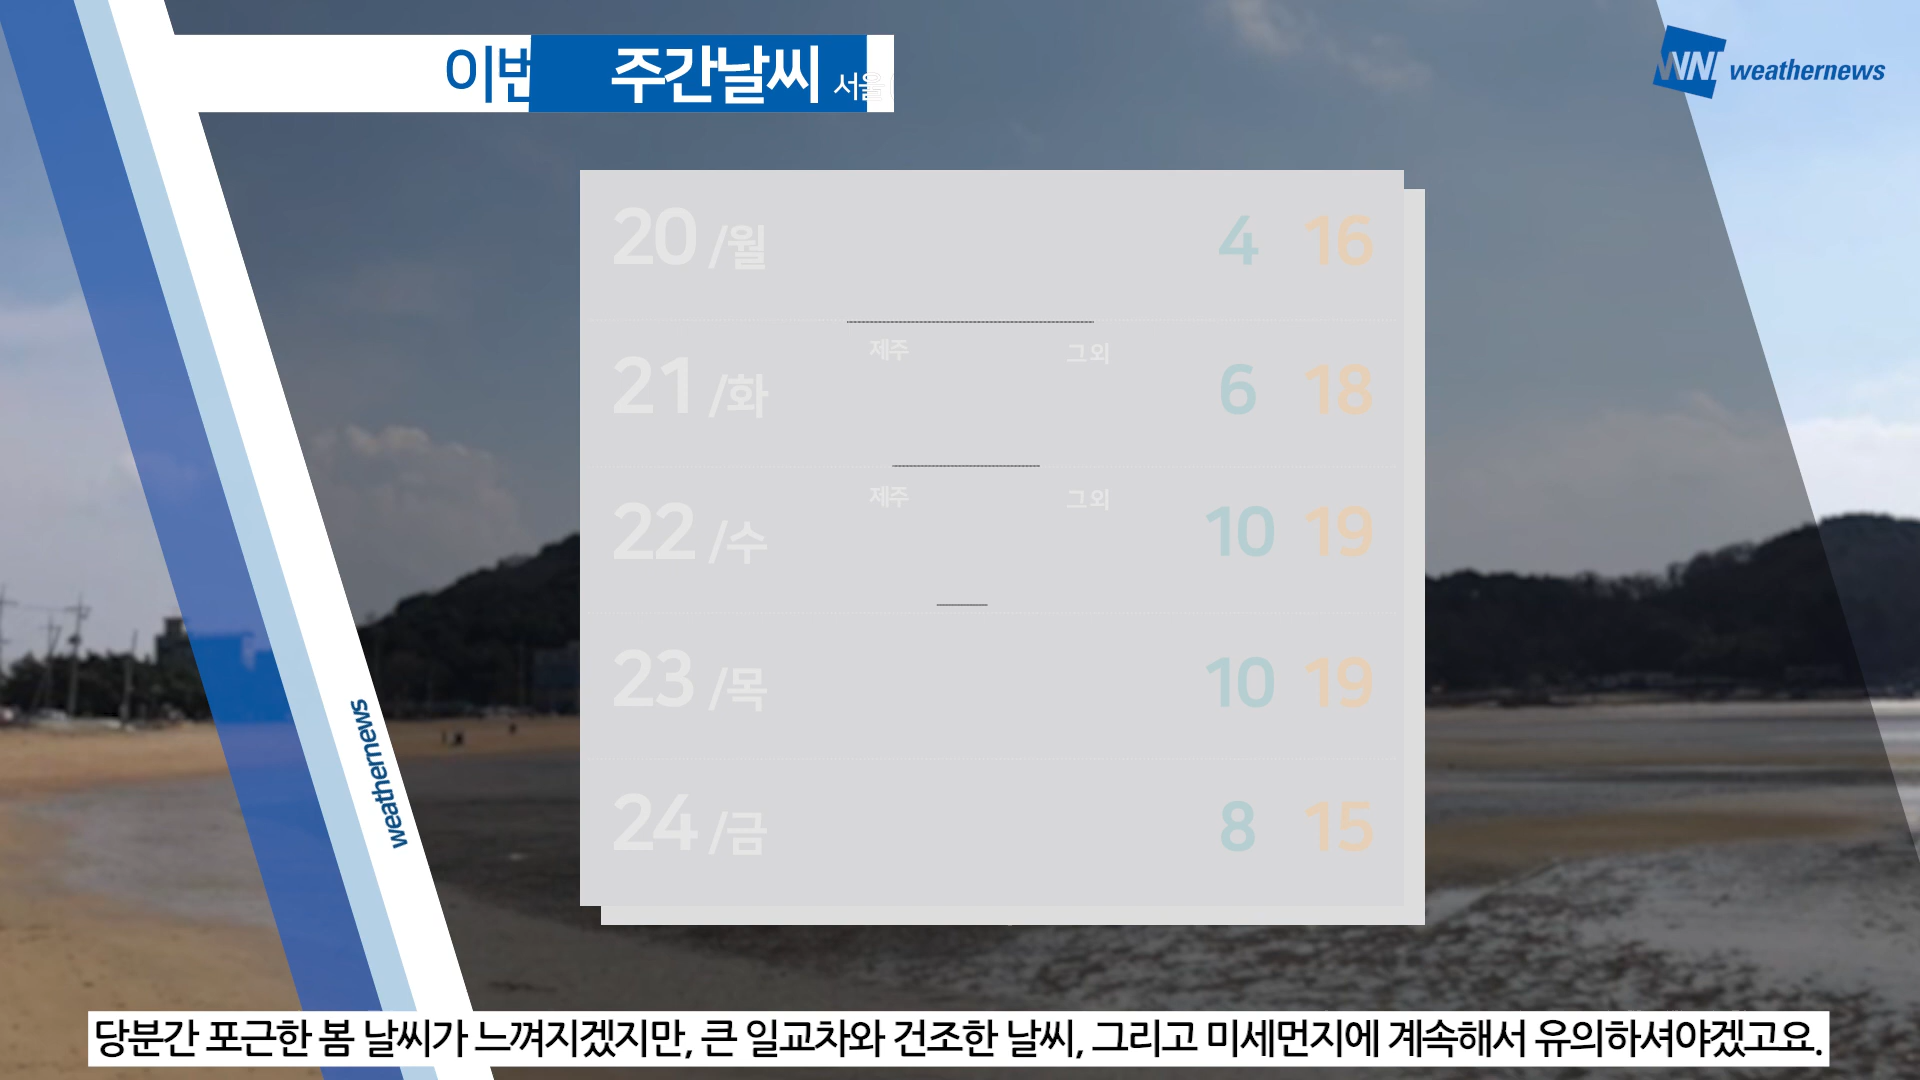 이번 주간날씨 서울
weathernews
20 /월 4 16
제주 그 외
21 /화 6 18
제주 그 외
22 /수 10 19
23 /목 10 19
24 /금 8 15
weathernews
당분간 포근한 봄 날씨가 느껴지겠지만, 큰 일교차와 건조한 날씨, 그리고 미세먼지에 계속해서 유의하셔야겠고요.